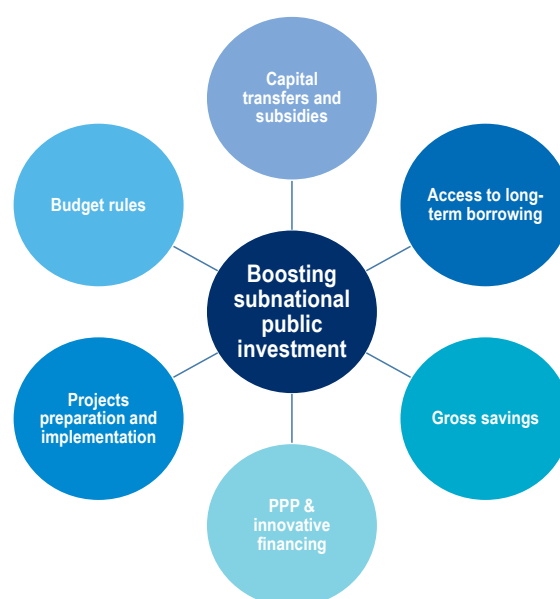 Capital
transfers and
subsidies
Budget rules
Access to long-
term borrowing
Boosting
subnational
public
investment
Projects
preparation and
implementation
Gross savings
PPP &
innovative
financing